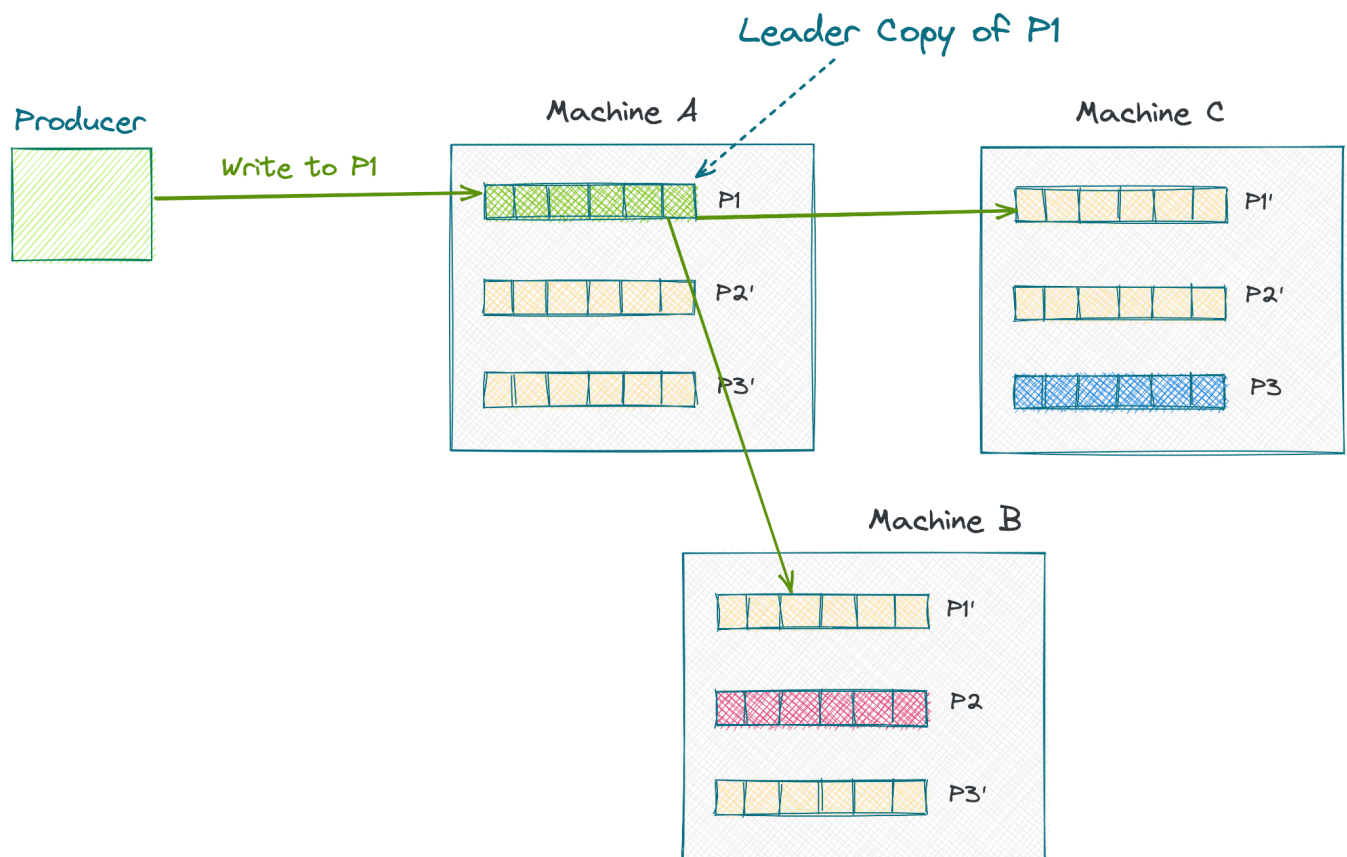 Leader Copy of P1
Producer
Machine A
Machine C
Write to P1
P1
P2'
P3'
P1'
P2'
P3
Machine B
P1'
P2
P3'